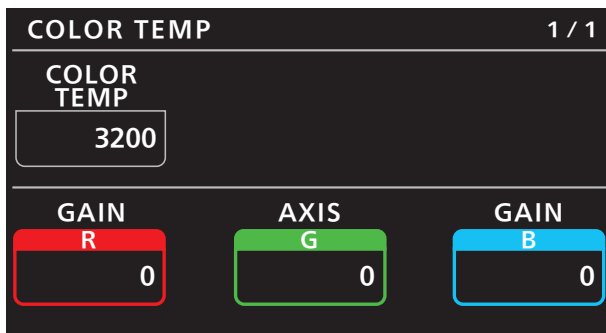 COLOR TEMP 1 / 1
COLOR
TEMP
3200
GAIN AXIS GAIN
R G B
0 0 0